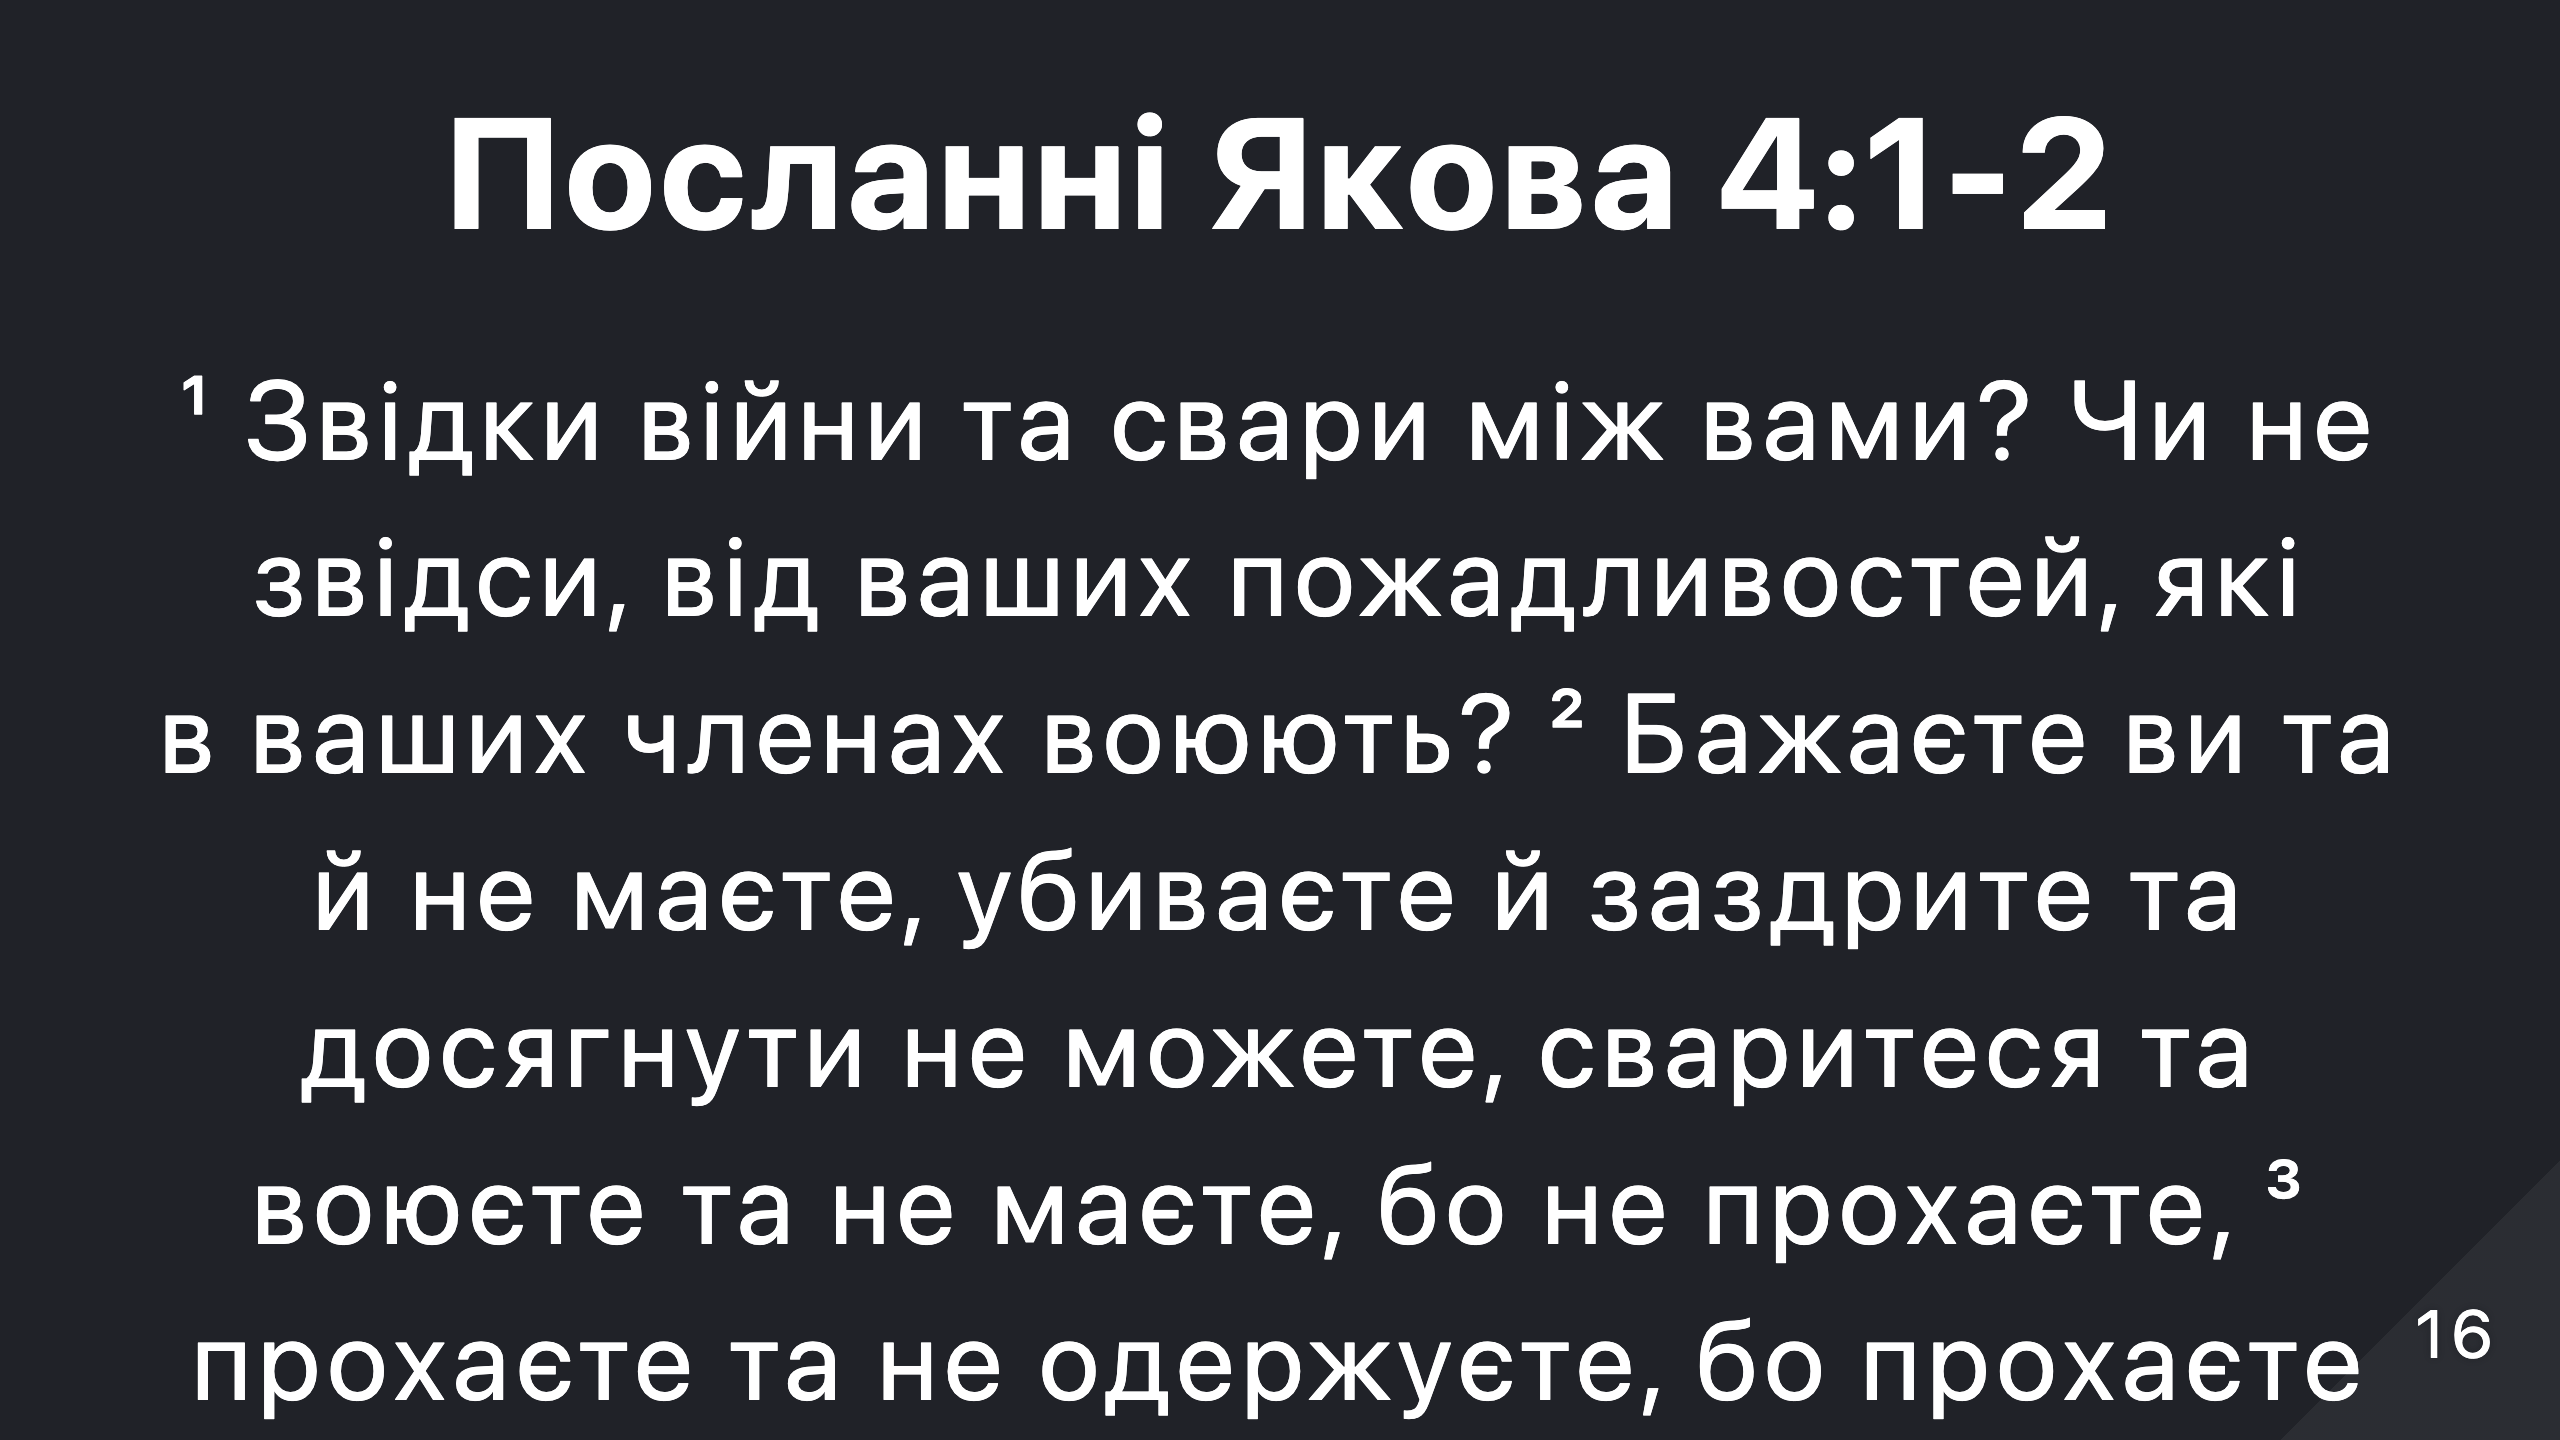 Посланні Якова 4:1-2
¹ Звідки війни та свари між вами? Чи не
звідси, від ваших пожадливостей, які
в ваших членах воюють? ² Бажаєте ви та
й не маєте, убиваєте й заздрите та
досягнути не можете, сваритеся та
воюєте та не маєте, бо не прохаєте, ³
прохаєте та не одержуєте, бо прохаєте
16